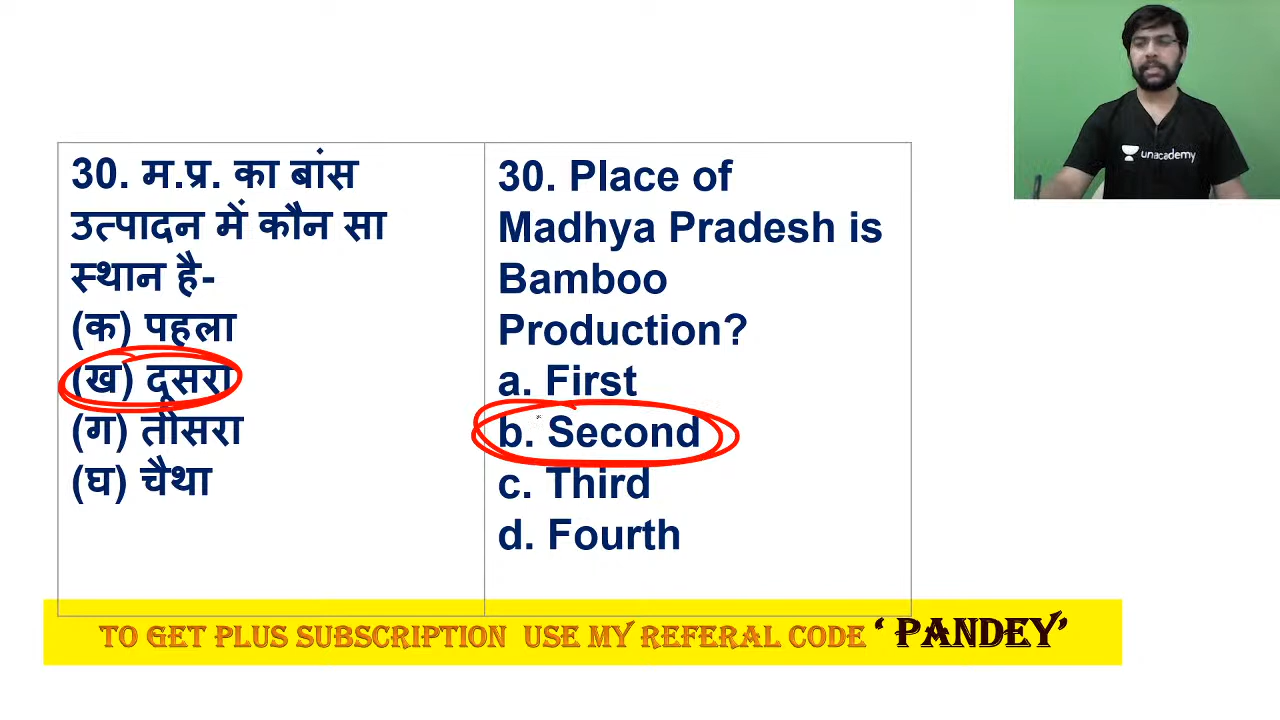 30. म.प्र. का बांस
उत्पादन में कौन सा
स्थान है-
(क) पहला
(ख) दूसरा
(ग) तीसरा
(घ) चैथा
30. Place of
Madhya Pradesh is
Bamboo
Production?
a. First
b. Second
c. Third
d. Fourth
unacademy
TO GET PLUS SUBSCRIPTION USE MY REFERAL CODE ‘ PANDEY’